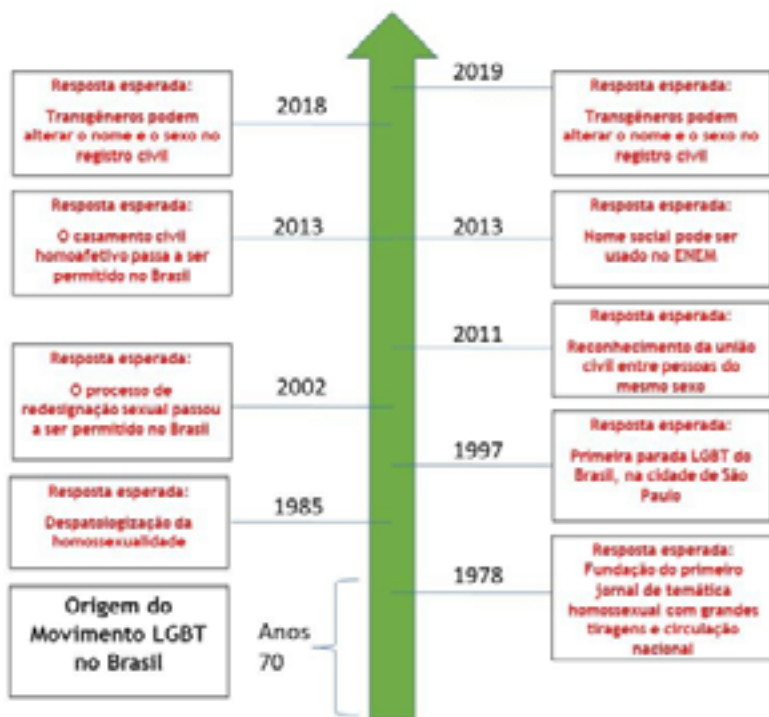 2019
Resposta esperada:
Transgêneros podem
alterar o nome e o sexo no
registro civil
2018
Resposta esperada:
Transgêneros podem
alterar o nome e o sexo no
registro civil
Resposta esperada:
O casamento civil
homoafetivo passa a ser
permitido no Brasil
2013
2013
Resposta esperada:
Nome social pode ser
usado no ENEM
2011
Resposta esperada:
Reconhecimento da união
civil entre pessoas do
mesmo sexo
Resposta esperada:
O processo de
redesignação sexual passou
a ser permitido no Brasil
2002
1997
Resposta esperada:
Primeira parada LGBT do
Brasil, na cidade de São
Paulo
Resposta esperada:
Despatologização da
homossexualidade
1985
1978
Resposta esperada:
Fundação do primeiro
jornal de temática
homossexual com grandes
tiragens e circulação
nacional
Origem do
Movimento LGBT
no Brasil
Anos
70